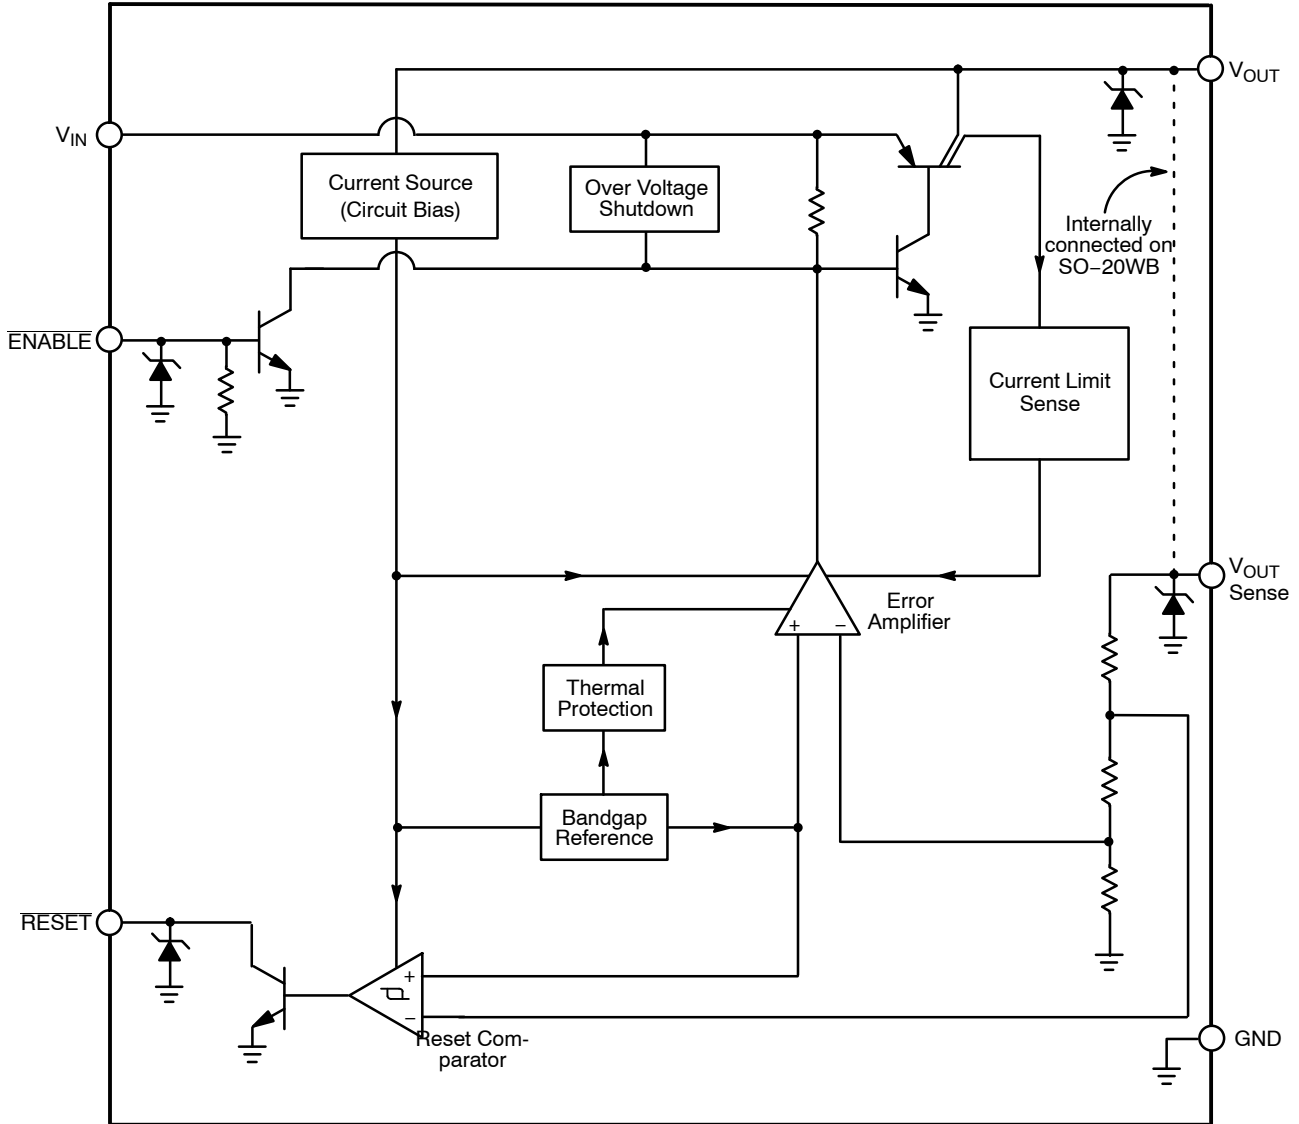 VOUT
VIN
Current Source
(Circuit Bias)
Over Voltage
Shutdown
Internally
connected on
SO−20WB
ENABLE
Current Limit
Sense
VOUT
Sense
Error
Amplifier
+ −
Thermal
Protection
Bandgap
Reference
RESET
+
−
Reset Com-
parator
GND